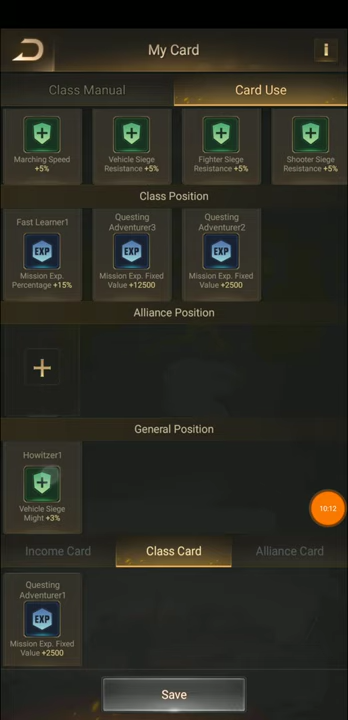 My Card
i
Class Manual
Card Use
Marching Speed
+5%
Vehicle Siege
Resistance +5%
Fighter Siege
Resistance +5%
Shooter Siege
Resistance +5%
Class Position
Fast Learner1
EXP
Mission Exp.
Percentage +15%
Questing
Adventurer3
EXP
Mission Exp. Fixed
Value +12500
Questing
Adventurer2
EXP
Mission Exp. Fixed
Value +2500
Alliance Position
General Position
Howitzer1
Vehicle Siege
Might +3%
10:12
Income Card
Class Card
Alliance Card
Questing
Adventurer1
EXP
Mission Exp. Fixed
Value +2500
Save